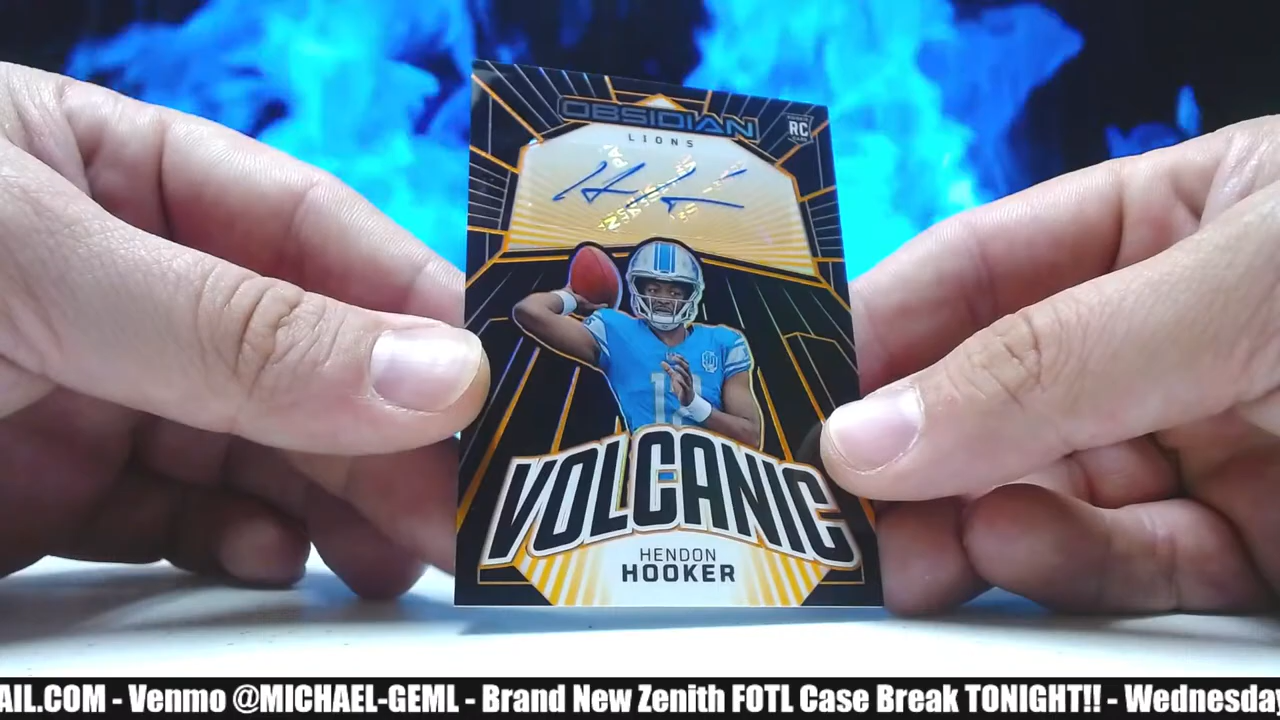 OBSIDIAN
RC
LIONS
VOLCANIC
HENDON
HOOKER
AIL.COM - Venmo @MICHAEL-GEML - Brand New Zenith FOTL Case Break TONIGHT!! - Wednesday